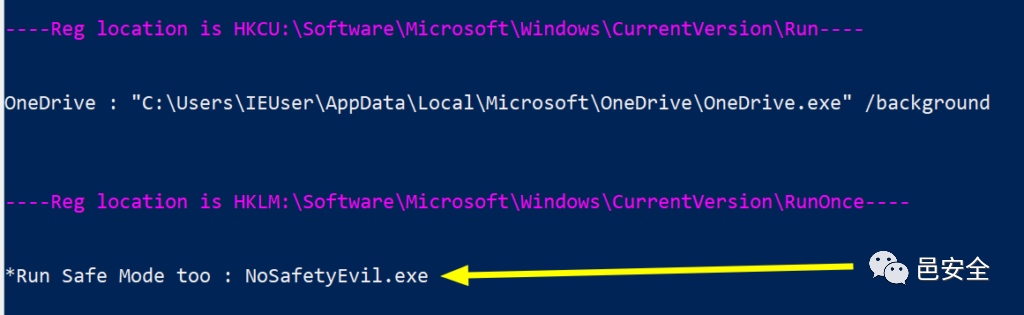 ----Reg location is HKCU:\Software\Microsoft\Windows\CurrentVersion\Run----
OneDrive : "C:\Users\IEUser\AppData\Local\Microsoft\OneDrive\OneDrive.exe" /background
----Reg location is HKLM:\Software\Microsoft\Windows\CurrentVersion\RunOnce----
*Run Safe Mode too : NoSafetyEvil.exe
邑安全